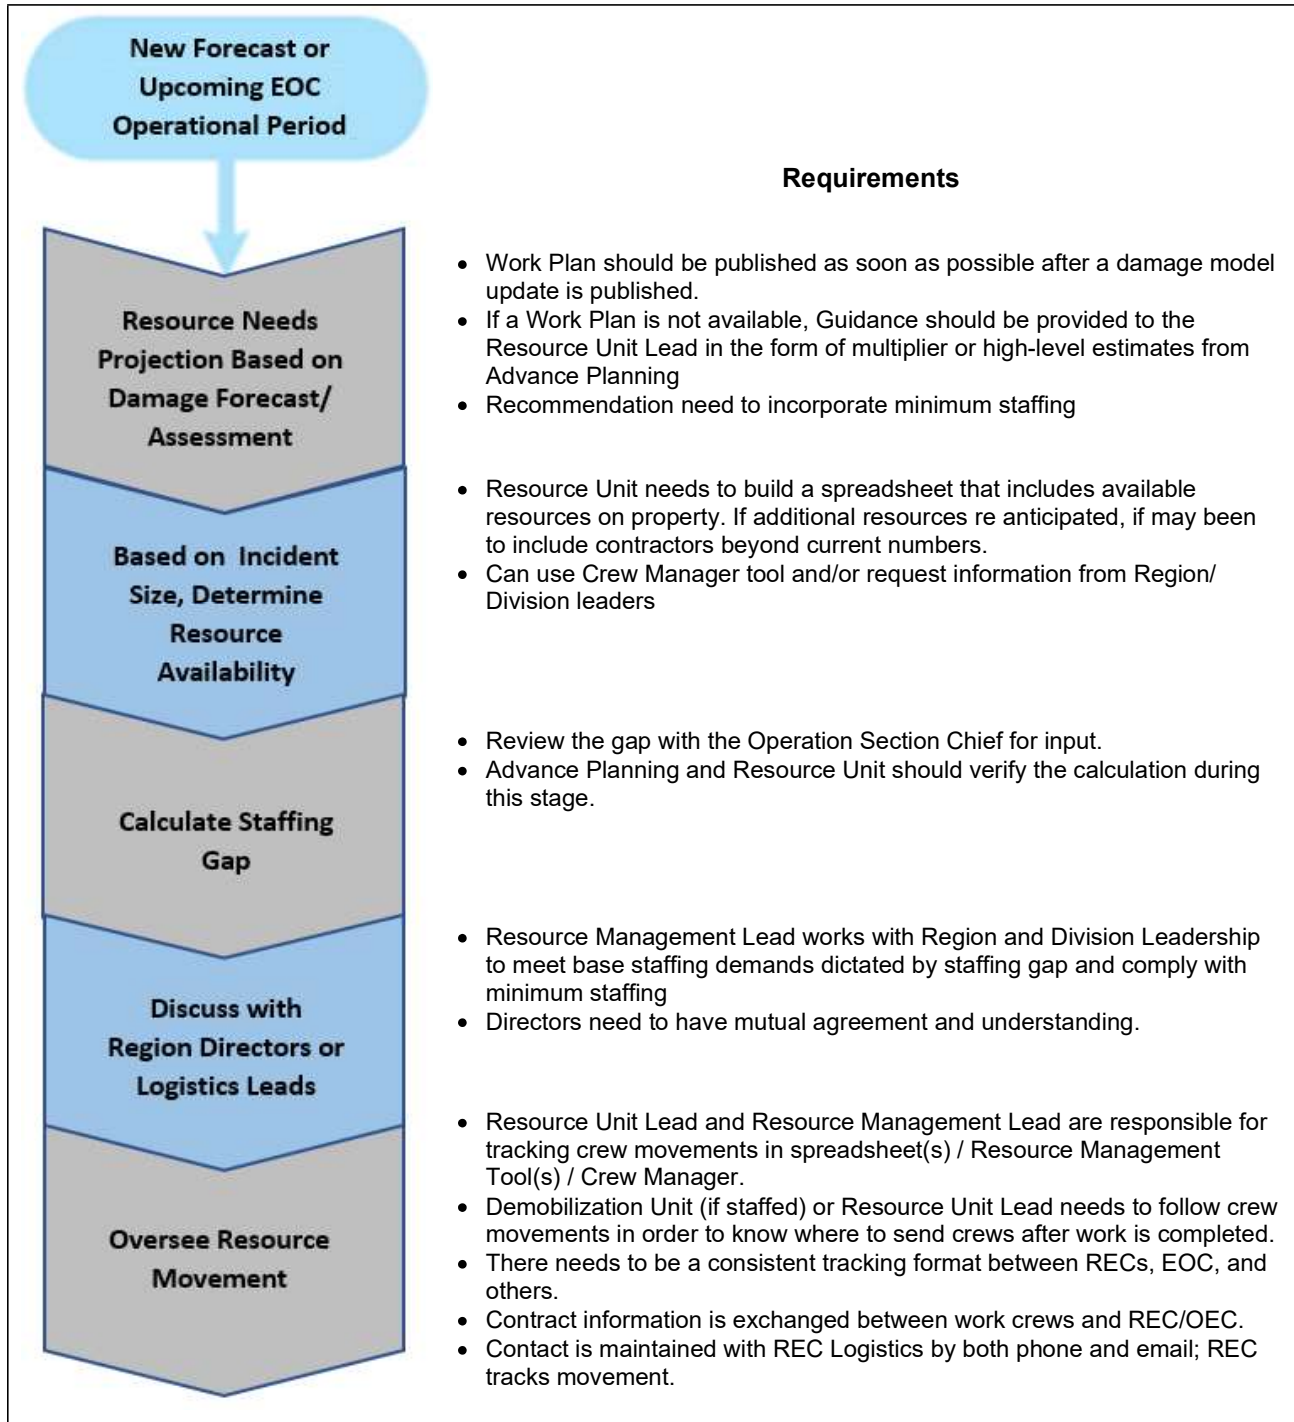 New Forecast or
Upcoming EOC
Operational Period
Requirements
Resource Needs
Projection Based on
Damage Forecast/
Assessment
• Work Plan should be published as soon as possible after a damage model
update is published.
• If a Work Plan is not available, Guidance should be provided to the
Resource Unit Lead in the form of multiplier or high-level estimates from
Advance Planning
• Recommendation need to incorporate minimum staffing
Based on Incident
Size, Determine
Resource
Availability
• Resource Unit needs to build a spreadsheet that includes available
resources on property. If additional resources re anticipated, if may been
to include contractors beyond current numbers.
• Can use Crew Manager tool and/or request information from Region/
Division leaders
Calculate Staffing
Gap
• Review the gap with the Operation Section Chief for input.
• Advance Planning and Resource Unit should verify the calculation during
this stage.
Discuss with
Region Directors or
Logistics Leads
• Resource Management Lead works with Region and Division Leadership
to meet base staffing demands dictated by staffing gap and comply with
minimum staffing
• Directors need to have mutual agreement and understanding.
Oversee Resource
Movement
• Resource Unit Lead and Resource Management Lead are responsible for
tracking crew movements in spreadsheet(s) / Resource Management
Tool(s) / Crew Manager.
• Demobilization Unit (if staffed) or Resource Unit Lead needs to follow crew
movements in order to know where to send crews after work is completed.
• There needs to be a consistent tracking format between RECs, EOC, and
others.
• Contract information is exchanged between work crews and REC/OEC.
• Contact is maintained with REC Logistics by both phone and email; REC
tracks movement.